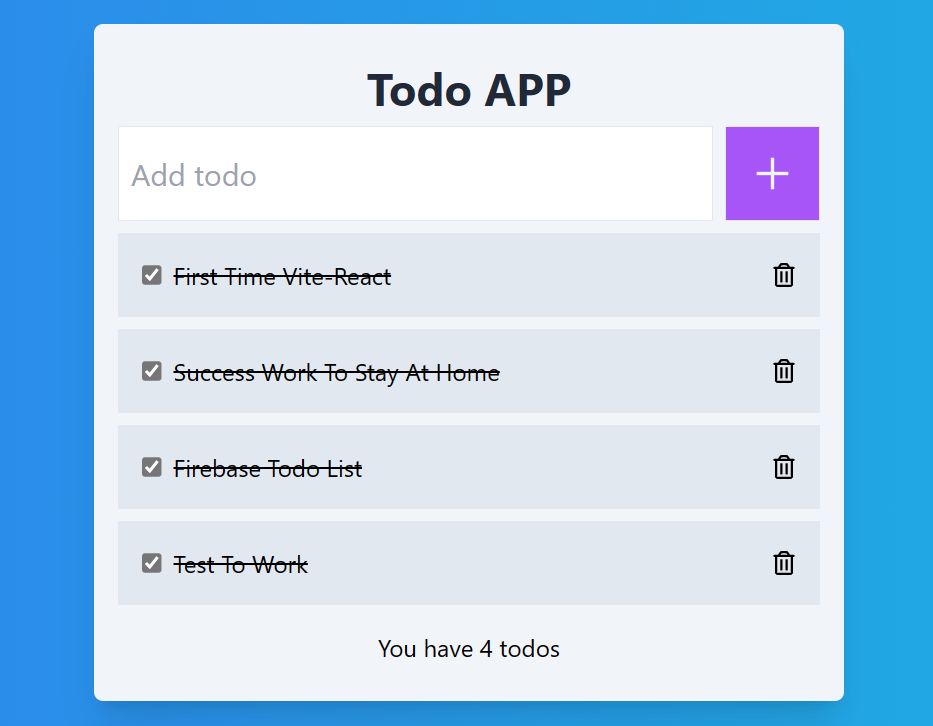 Todo APP
Add todo
First Time Vite-React
Success Work To Stay At Home
Firebase Todo List
Test To Work
You have 4 todos